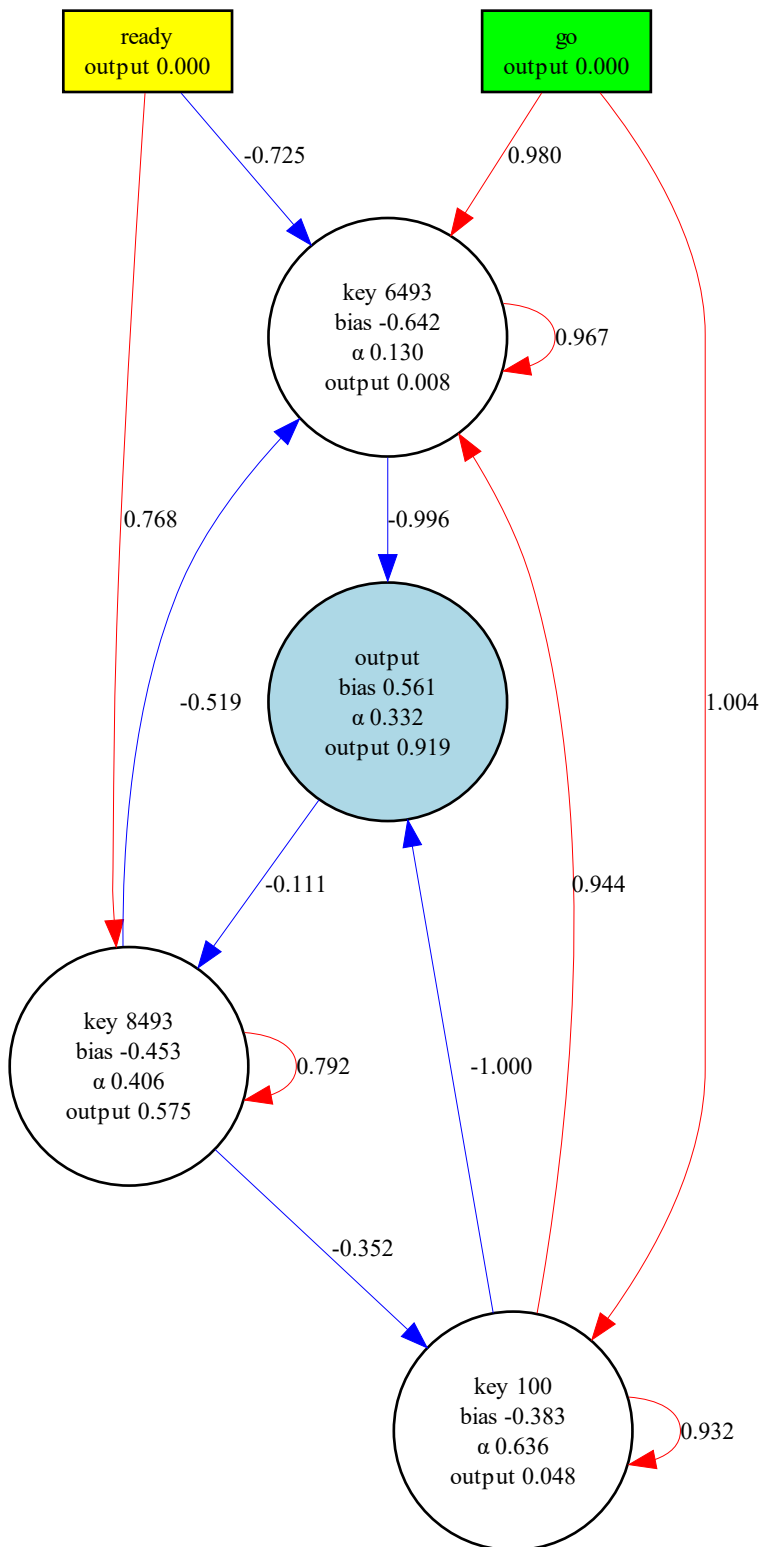 ready
output 0.000
go
output 0.000
-0.725
0.980
key 6493
bias -0.642
α 0.130
output 0.008
0.967
0.768
-0.996
-0.519
output
bias 0.561
α 0.332
output 0.919
1.004
-0.111
0.944
key 8493
bias -0.453
α 0.406
output 0.575
0.792
-1.000
-0.352
key 100
bias -0.383
α 0.636
output 0.048
0.932